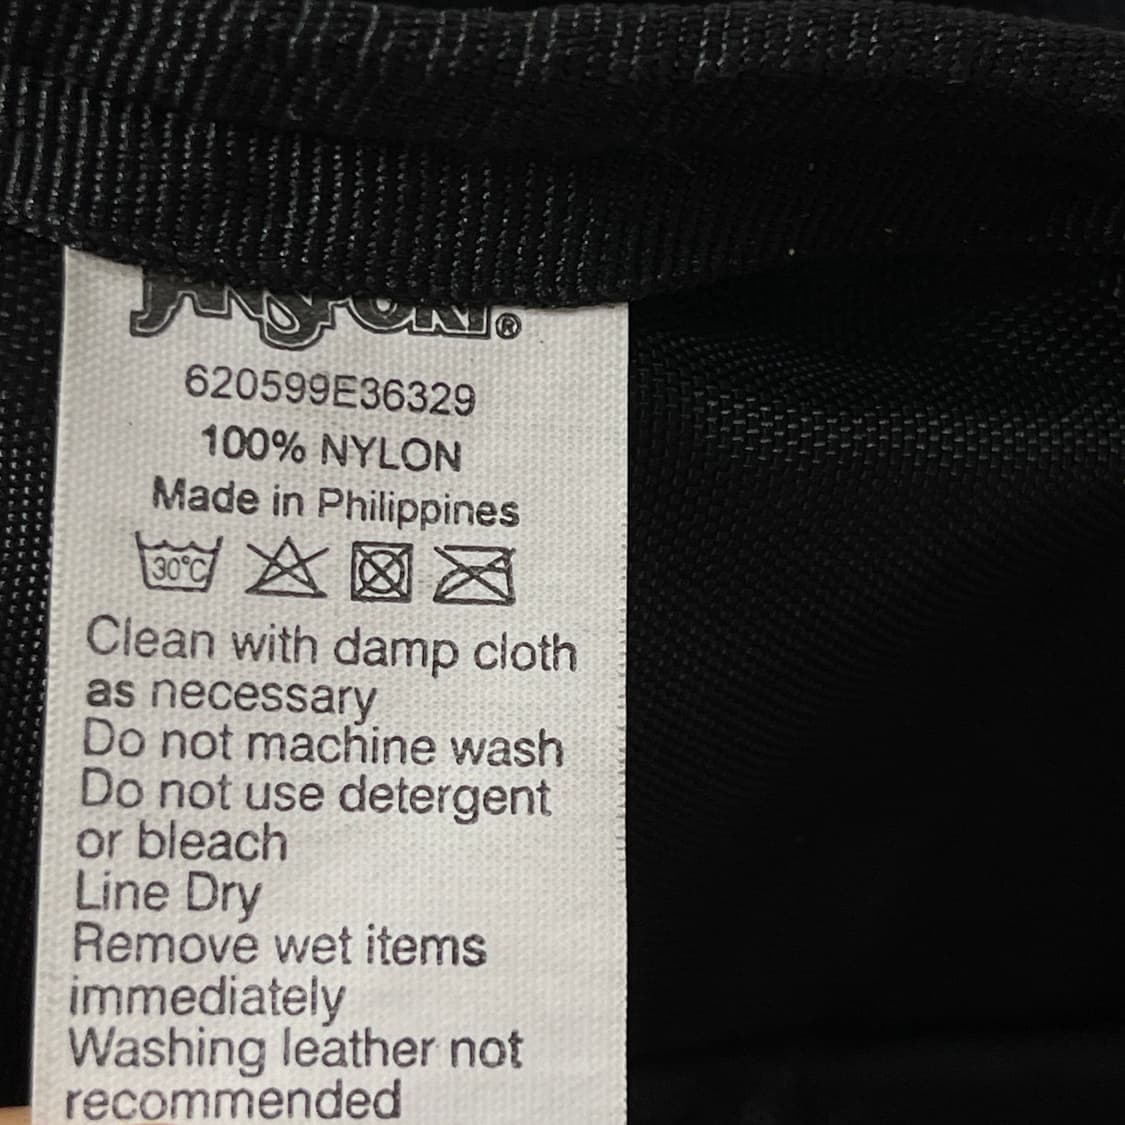 JANSPORT®
620599E36329
100% NYLON
Made in Philippines
30°C
Clean with damp cloth
as necessary
Do not machine wash
Do not use detergent
or bleach
Line Dry
Remove wet items
immediately
Washing leather not
recommended